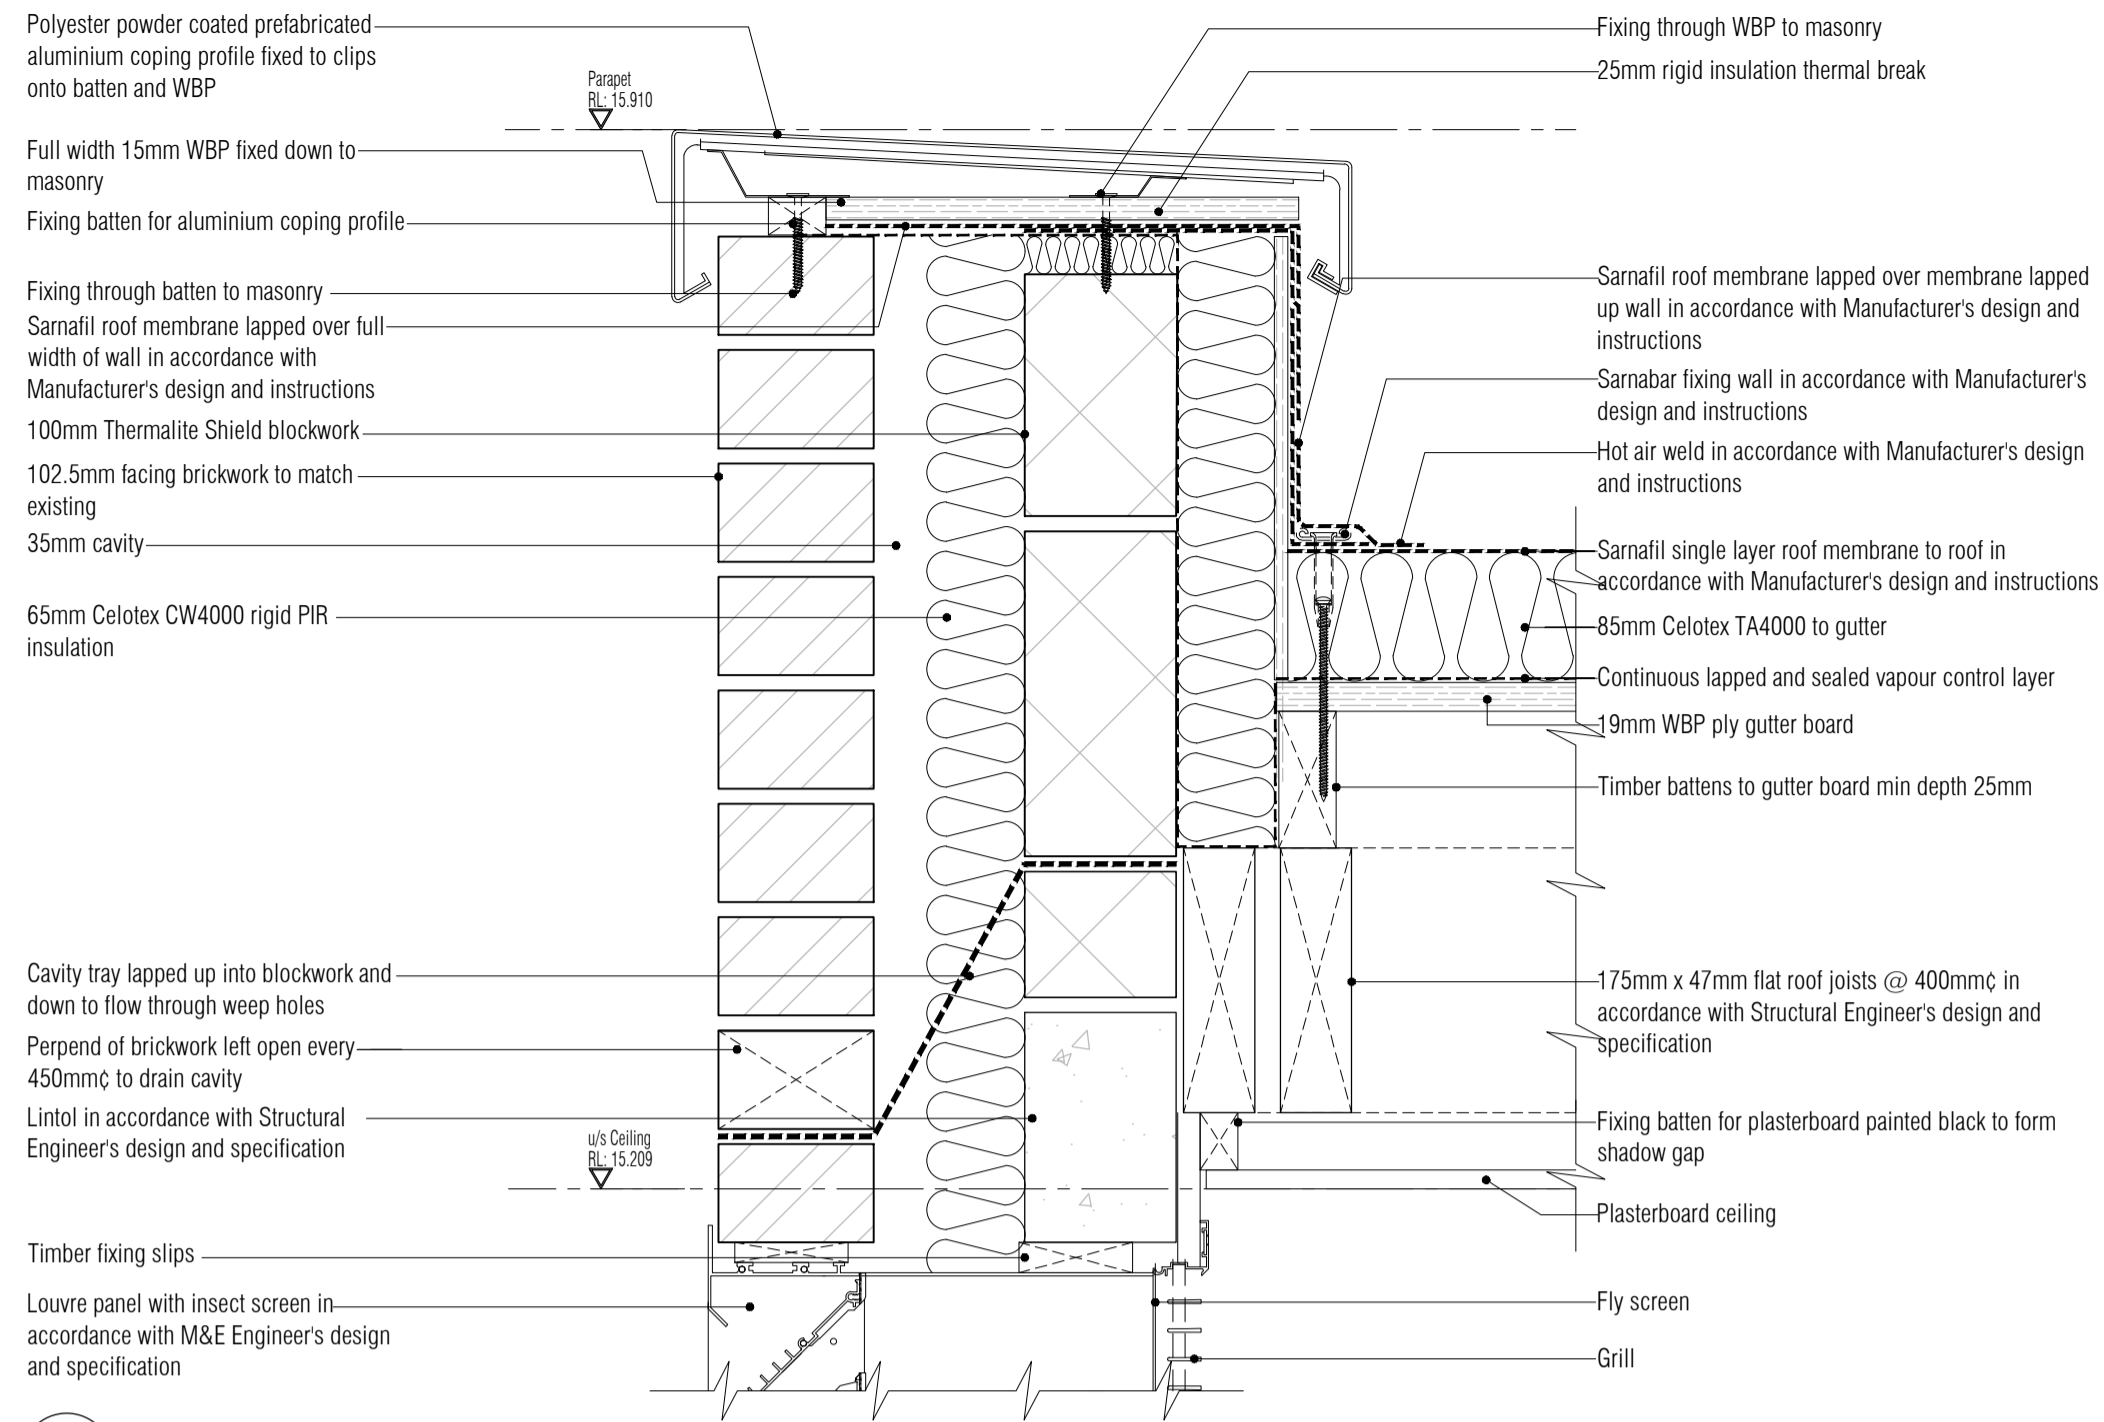 Polyester powder coated prefabricated
aluminium coping profile fixed to clips
onto batten and WBP
Full width 15mm WBP fixed down to
masonry
Fixing batten for aluminium coping profile
Fixing through batten to masonry
Sarnafil roof membrane lapped over full
width of wall in accordance with
Manufacturer's design and instructions
100mm Thermalite Shield blockwork
102.5mm facing brickwork to match
existing
35mm cavity
65mm Celotex CW4000 rigid PIR
insulation
Cavity tray lapped up into blockwork and
down to flow through weep holes
Perpend of brickwork left open every
450mm¢ to drain cavity
Lintol in accordance with Structural
Engineer's design and specification
Timber fixing slips
Louvre panel with insect screen in
accordance with M&E Engineer's design
and specification
Parapet
RL: 15.910
u/s Ceiling
RL: 15.209
Fixing through WBP to masonry
25mm rigid insulation thermal break
Sarnafil roof membrane lapped over membrane lapped
up wall in accordance with Manufacturer's design and
instructions
Sarnabar fixing wall in accordance with Manufacturer's
design and instructions
Hot air weld in accordance with Manufacturer's design
and instructions
Sarnafil single layer roof membrane to roof in
accordance with Manufacturer's design and instructions
85mm Celotex TA4000 to gutter
Continuous lapped and sealed vapour control layer
19mm WBP ply gutter board
Timber battens to gutter board min depth 25mm
175mm x 47mm flat roof joists @ 400mm¢ in
accordance with Structural Engineer's design and
specification
Fixing batten for plasterboard painted black to form
shadow gap
Plasterboard ceiling
Fly screen
Grill